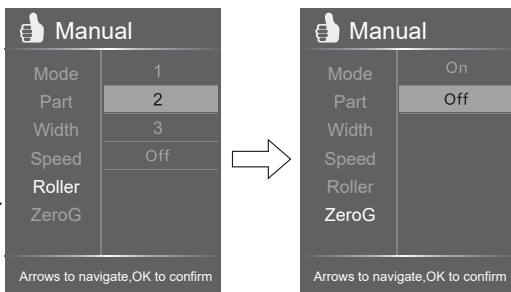 Manual
Mode
Part
Width
Speed
Roller
ZeroG
1
2
3
Off
Arrows to navigate,OK to confirm
Manual
Mode
Part
Width
Speed
Roller
ZeroG
On
Off
Arrows to navigate,OK to confirm